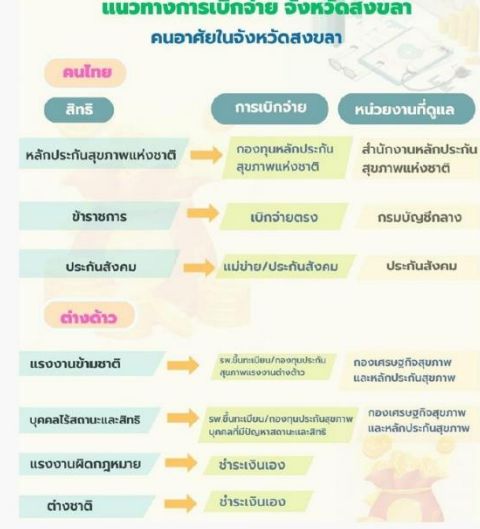 แนวทางการเบิกจ่าย จังหวัดสงขลา
คนอาศัยในจังหวัดสงขลา
คนไทย
สิทธิ การเบิกจ่าย หน่วยงานที่ดูแล
หลักประกันสุขภาพแห่งชาติ กองทุนหลักประกัน สำนักงานหลักประกัน
สุขภาพแห่งชาติ สุขภาพแห่งชาติ
ข้าราชการ เบิกจ่ายตรง กรมบัญชีกลาง
ประกันสังคม แม่ข่าย/ประกันสังคม ประกันสังคม
ต่างด้าว
แรงงานข้ามชาติ รพ.ขึ้นทะเบียน/กองทุนประกัน กองเศรษฐกิจสุขภาพ
สุขภาพแรงงานต่างด้าว และหลักประกันสุขภาพ
บุคคลไร้สถานะและสิทธิ รพ.ขึ้นทะเบียน/กองทุนประกันสุขภาพ กองเศรษฐกิจสุขภาพ
บุคคลที่มีปัญหาสถานะและสิทธิ และหลักประกันสุขภาพ
แรงงานผิดกฎหมาย ชำระเงินเอง
ต่างชาติ ชำระเงินเอง